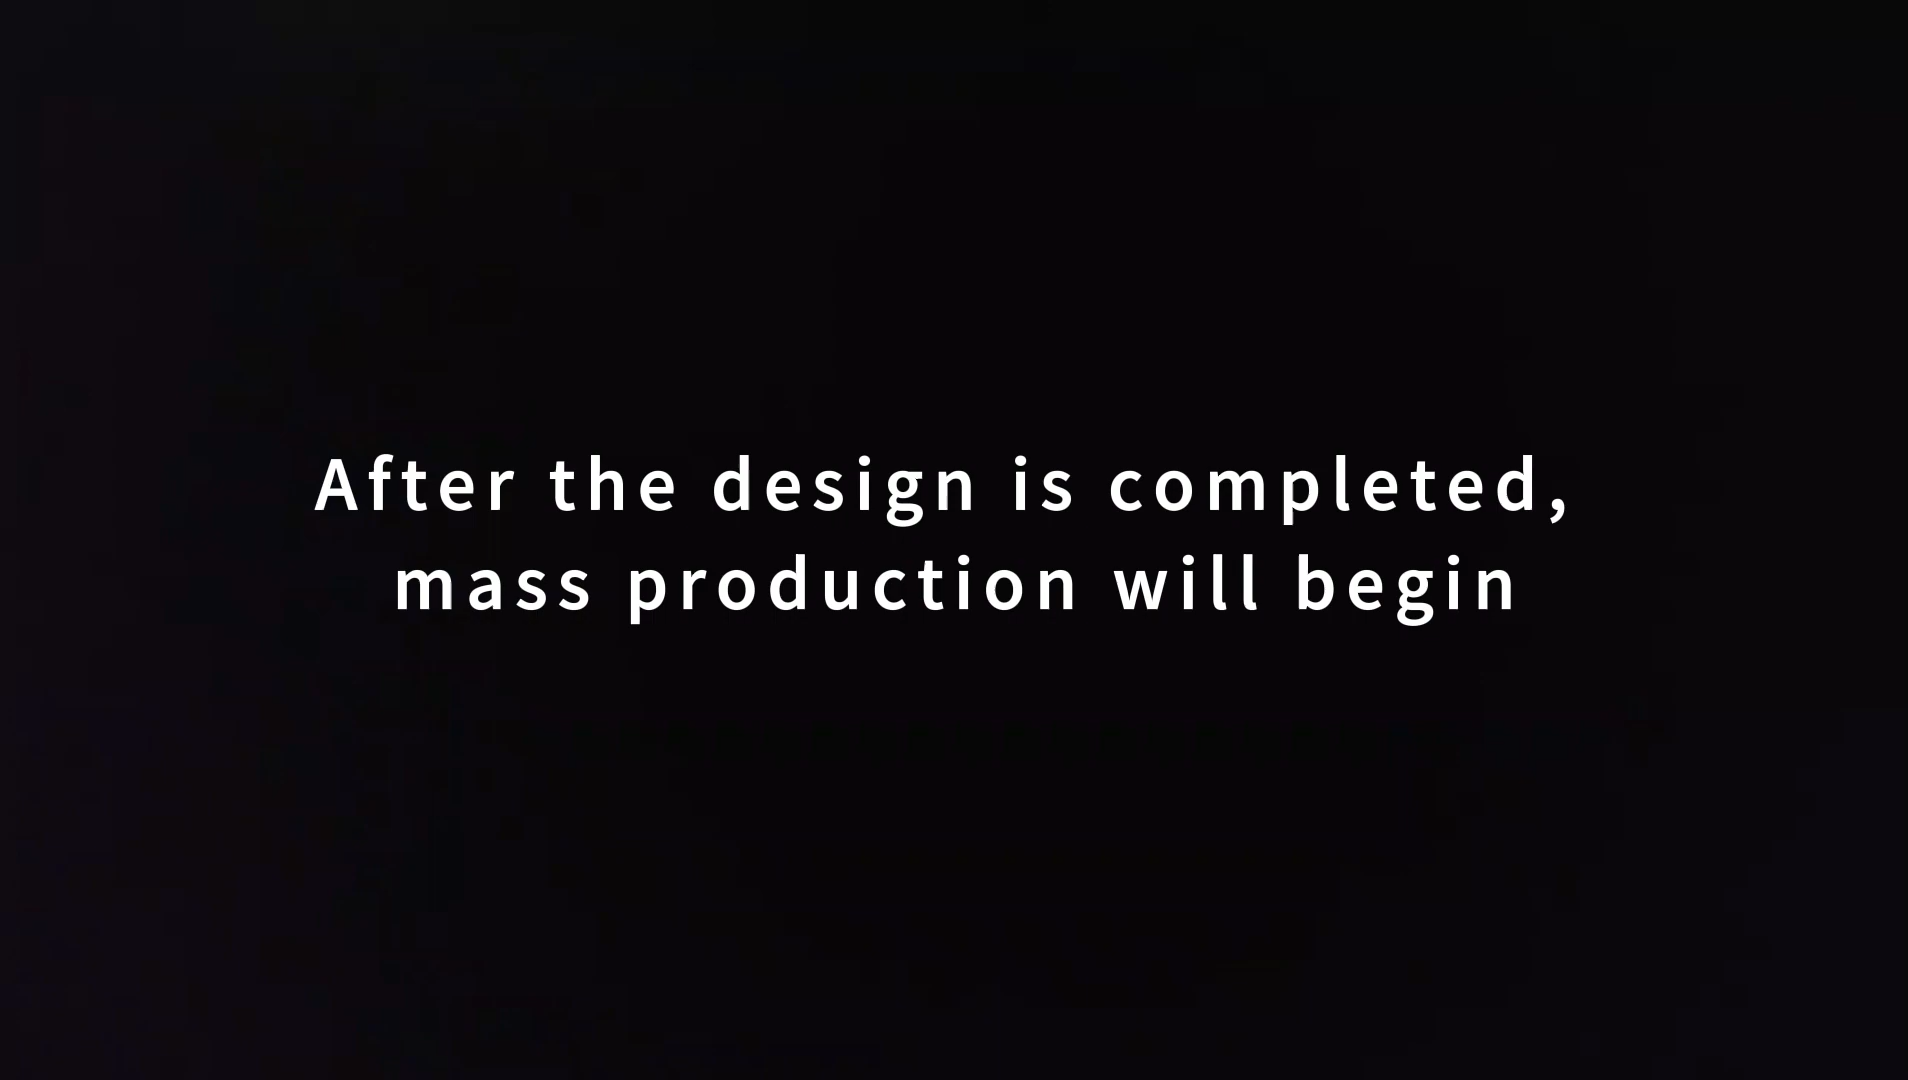 After the design is completed,
mass production will begin